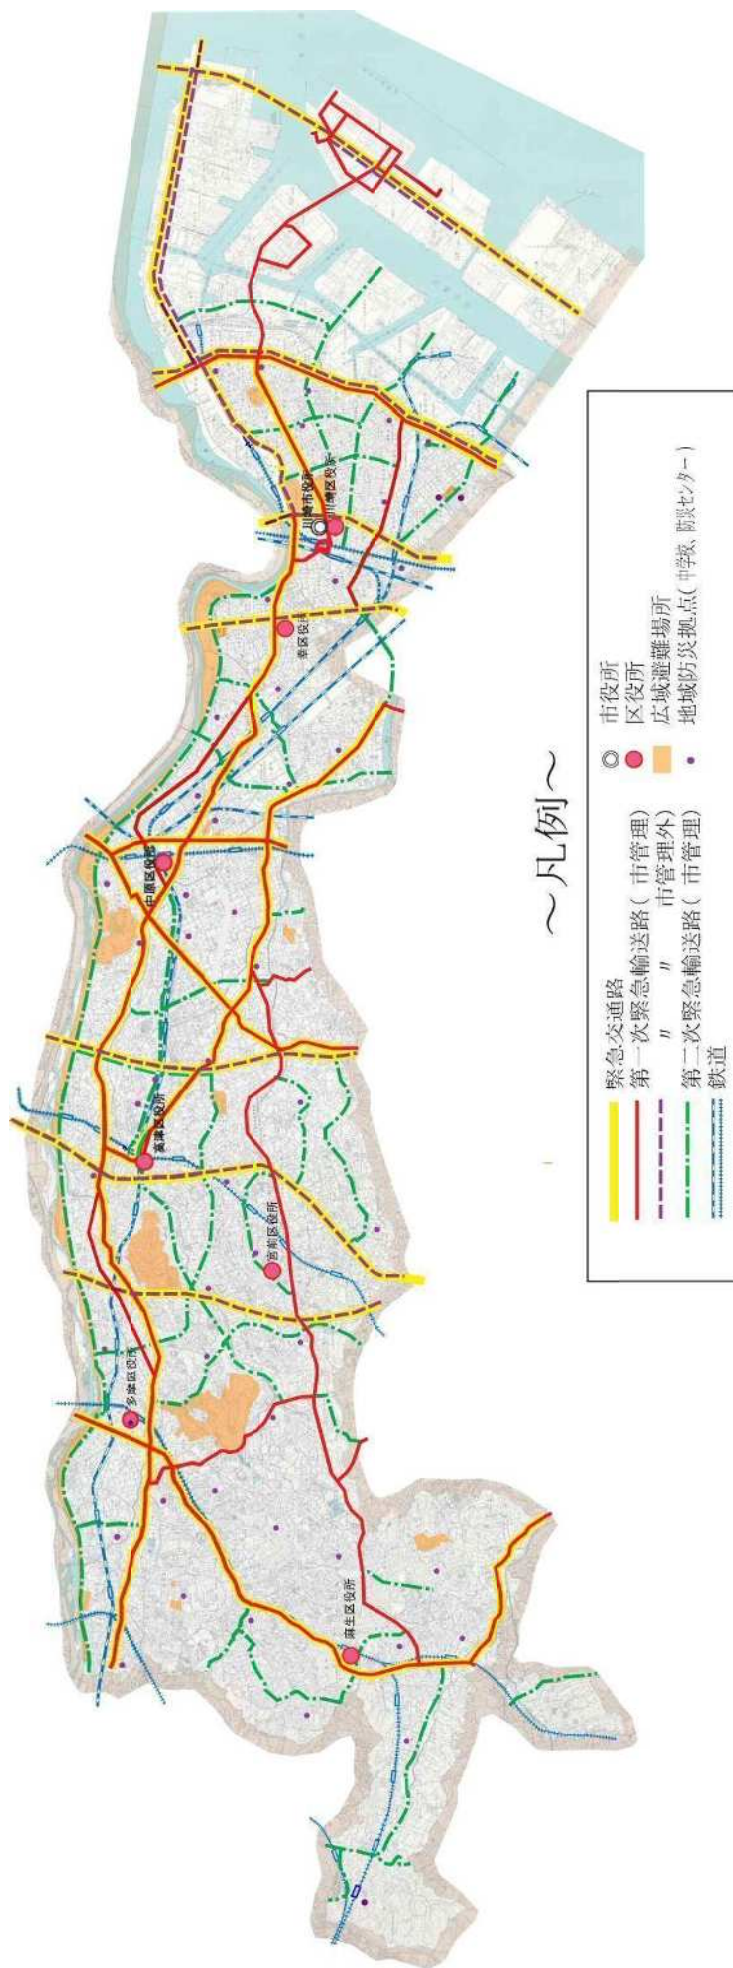 川崎市役所
川崎区役所
幸区役所
中原区役所
高津区役所
宮前区役所
多摩区役所
麻生区役所
～凡例～
緊急交通路
第一次緊急輸送路（市管理）
〃 〃 市管理外）
第二次緊急輸送路（市管理）
鉄道
市役所
区役所
広域避難場所
地域防災拠点（中学校、防災センター）